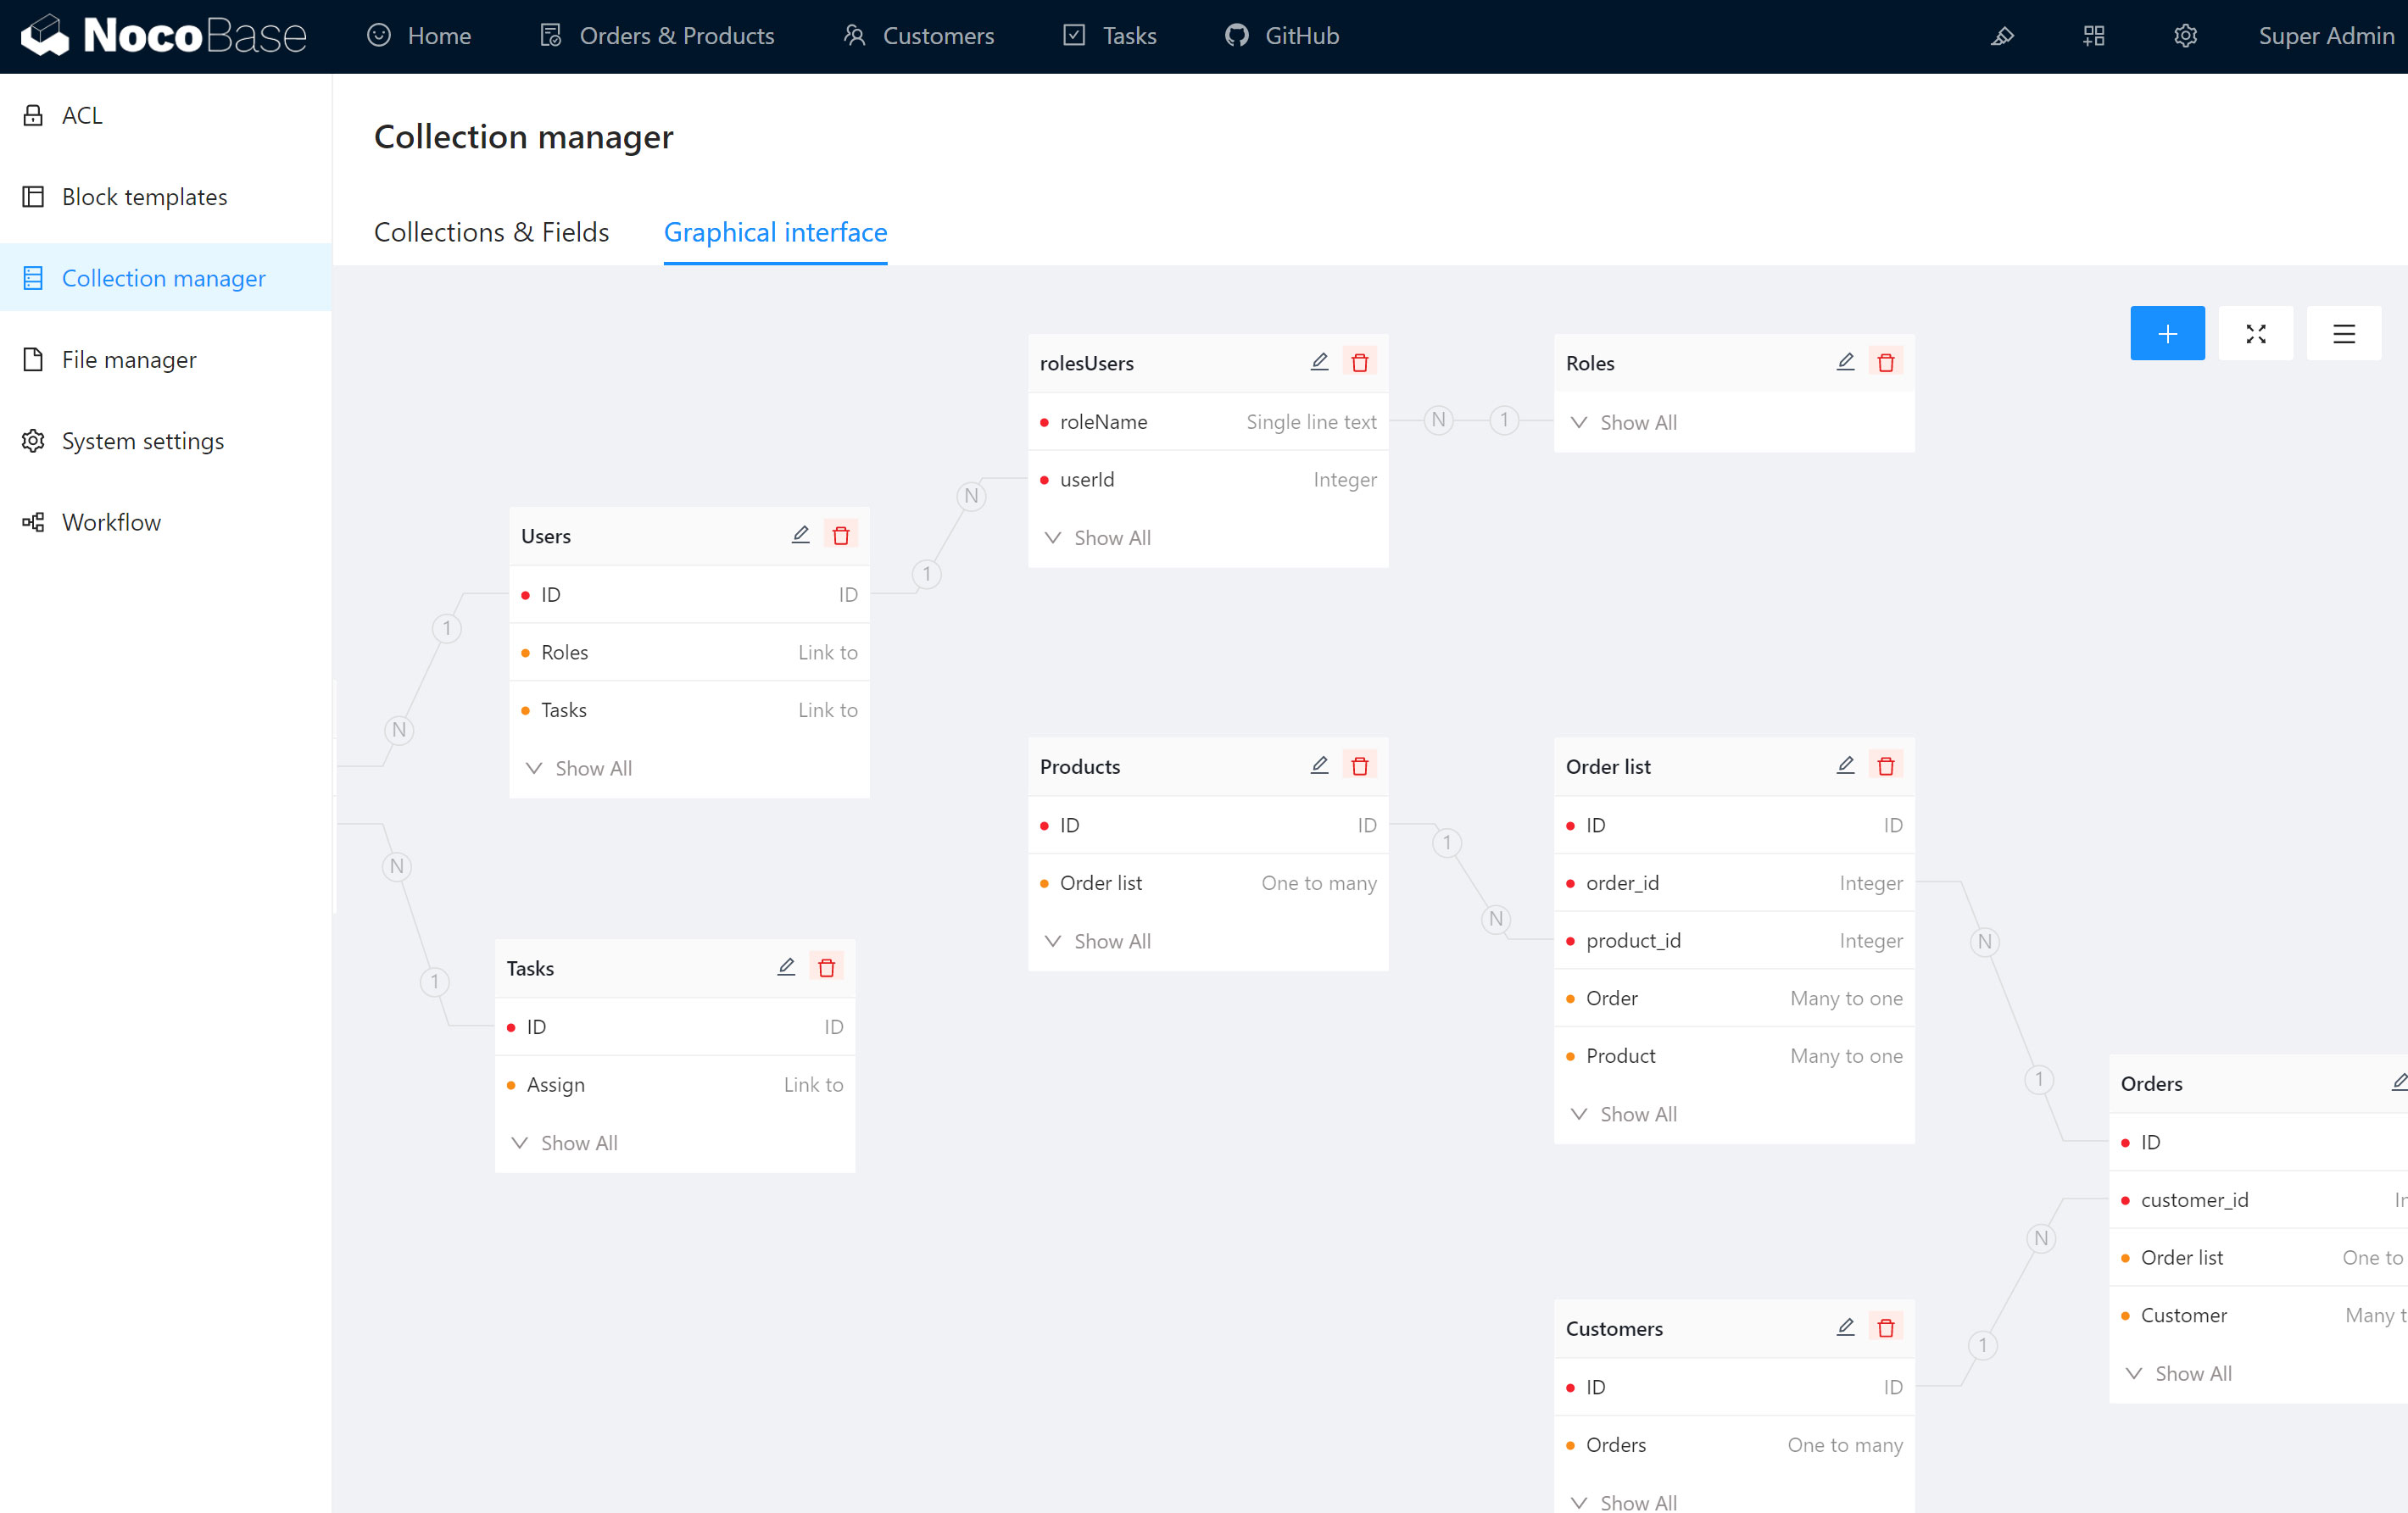 NocoBase
Home
Orders & Products
Customers
Tasks
GitHub
Super Admin
ACL
Block templates
Collection manager
File manager
System settings
Workflow
Collection manager
Collections & Fields
Graphical interface
rolesUsers
roleName Single line text
userId Integer
Show All
N
1
Roles
Show All
N
1
Users
ID ID
Roles Link to
Tasks Link to
Show All
1
N
N
1
Tasks
ID ID
Assign Link to
Show All
Products
ID ID
Order list One to many
Show All
1
N
Order list
ID ID
order_id Integer
product_id Integer
Order Many to one
Product Many to one
Show All
N
1
Orders
ID
customer_id
Order list One to
Customer Many
Show All
N
1
Customers
ID ID
Orders One to many
Show All